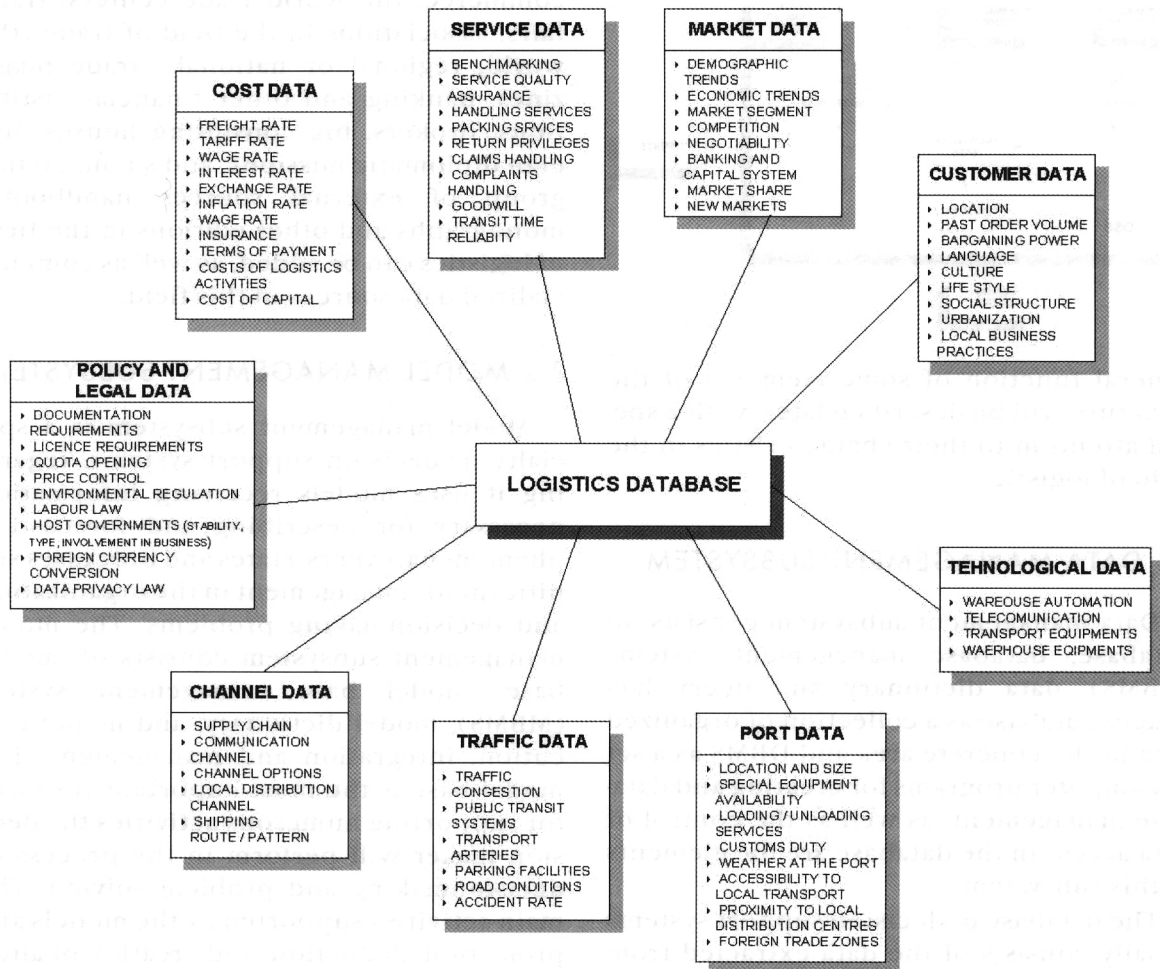 SERVICE DATA
BENCHMARKING
SERVICE QUALITY
ASSURANCE
HANDLING SERVICES
PACKING SRVICES
RETURN PRIVILEGES
CLAIMS HANDLING
COMPLAINTS
HANDLING
GOODWILL
TRANSIT TIME
RELIABITY
MARKET DATA
DEMOGRAPHIC
TRENDS
ECONOMIC TRENDS
MARKET SEGMENT
COMPETITION
NEGOTIABILITY
BANKING AND
CAPITAL SYSTEM
MARKET SHARE
NEW MARKETS
COST DATA
FREIGHT RATE
TARIFF RATE
WAGE RATE
INTEREST RATE
EXCHANGE RATE
INFLATION RATE
WAGE RATE
INSURANCE
TERMS OF PAYMENT
COSTS OF LOGISTICS
ACTIVITIES
COST OF CAPITAL
CUSTOMER DATA
LOCATION
PAST ORDER VOLUME
BARGAINING POWER
LANGUAGE
CULTURE
LIFE STYLE
SOCIAL STRUCTURE
URBANIZATION
LOCAL BUSINESS
PRACTICES
POLICY AND
LEGAL DATA
DOCUMENTATION
REQUIREMENTS
LICENCE REQUIREMENTS
QUOTA OPENING
PRICE CONTROL
ENVIRONMENTAL REGULATION
LABOUR LAW
HOST GOVERNMENTS (STABILITY,
TYPE, INVOLVEMENT IN BUSINESS)
FOREIGN CURRENCY
CONVERSION
DATA PRIVACY LAW
LOGISTICS DATABASE
TEHNOLOGICAL DATA
WAREOUSE AUTOMATION
TELECOMUNICATION
TRANSPORT EQUIPMENTS
WAERHOUSE EQIPMENTS
CHANNEL DATA
SUPPLY CHAIN
COMMUNICATION
CHANNEL
CHANNEL OPTIONS
LOCAL DISTRIBUTION
CHANNEL
SHIPPING
ROUTE / PATTERN
TRAFFIC DATA
TRAFFIC
CONGESTION
PUBLIC TRANSIT
SYSTEMS
TRANSPORT
ARTERIES
PARKING FACILITIES
ROAD CONDITIONS
ACCIDENT RATE
PORT DATA
LOCATION AND SIZE
SPECIAL EQUIPMENT
AVAILABILITY
LOADING/UNLOADING
SERVICES
CUSTOMS DUTY
WEATHER AT THE PORT
ACCESSIBILITY TO
LOCAL TRANSPORT
PROXIMITY TO LOCAL
DISTRIBUTION CENTRES
FOREIGN TRADE ZONES